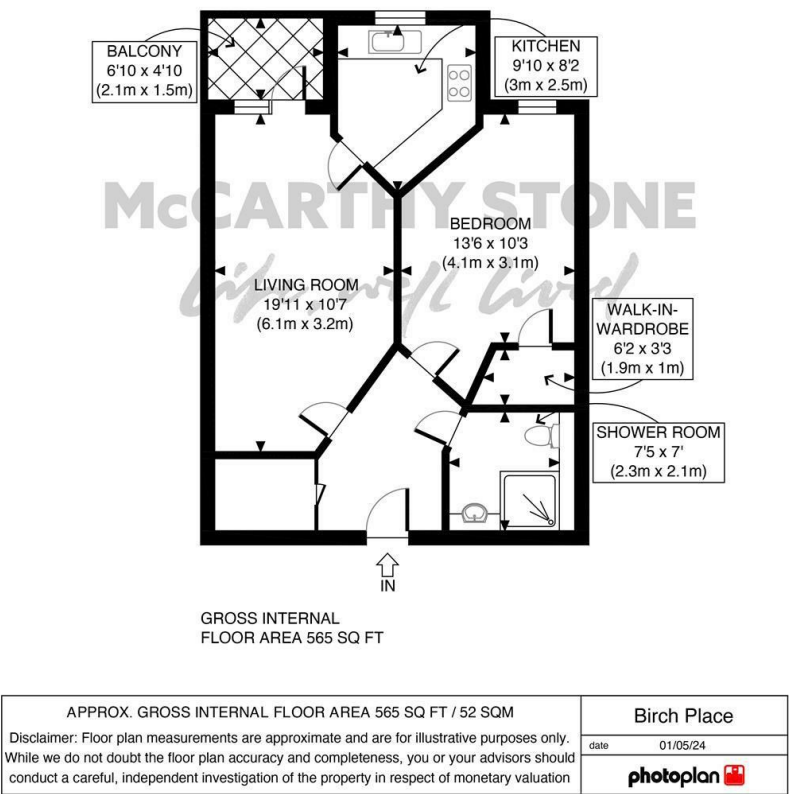 BALCONY
6'10 x 4'10
(2.1m x 1.5m)
KITCHEN
9'10 x 8'2
(3m x 2.5m)
McCARTHY STONE
Life, well lived
BEDROOM
13'6 x 10'3
(4.1m x 3.1m)
LIVING ROOM
19'11 x 10'7
(6.1m x 3.2m)
WALK-IN-
WARDROBE
6'2 x 3'3
(1.9m x 1m)
SHOWER ROOM
7'5 x 7'
(2.3m x 2.1m)
IN
GROSS INTERNAL
FLOOR AREA 565 SQ FT
APPROX. GROSS INTERNAL FLOOR AREA 565 SQ FT / 52 SQM
Disclaimer: Floor plan measurements are approximate and are for illustrative purposes only.
While we do not doubt the floor plan accuracy and completeness, you or your advisors should
conduct a careful, independent investigation of the property in respect of monetary valuation
Birch Place
date 01/05/24
photoplan